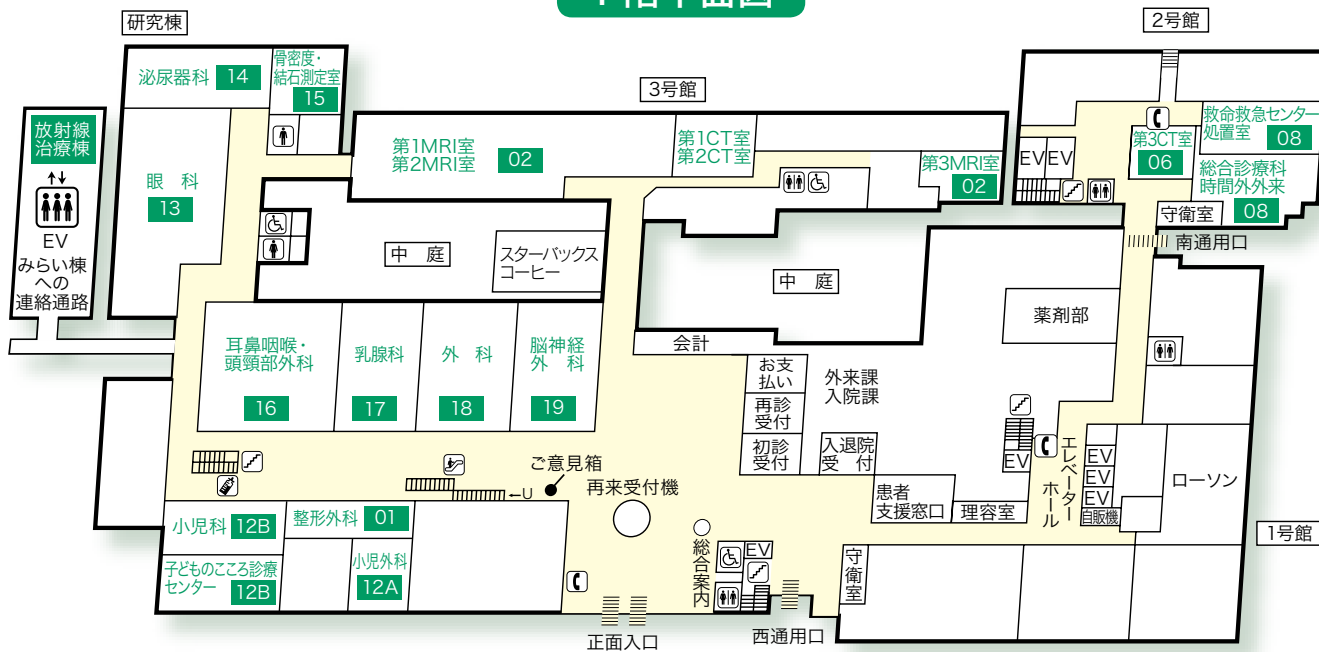 研究棟
2号館
3号館
1号館
泌尿器科 14
骨密度・
結石測定室
15
放射線
治療棟
EV
みらい棟
への
連絡通路
眼 科
13
第1MRI室
第2MRI室
02
第1CT室
第2CT室
第3MRI室
02
EV
EV
第3CT室
06
救命救急センター
処置室 08
総合診療科
時間外外来
08
守衛室
南通用口
中 庭
スターバックス
コーヒー
中 庭
薬剤部
耳鼻咽喉・
頭頸部外科
16
乳腺科
17
外 科
18
脳神経
外 科
19
会計
お支
払い
再診
受付
初診
受付
外来課
入院課
入退院
受 付
患者
支援窓口
理容室
EV
エレベーター
ホール
EV
EV
EV
自販機
ローソン
ご意見箱
←U
再来受付機
総合案内
EV
守衛室
小児科 12B
整形外科 01
子どものこころ診療
センター 12B
小児外科
12A
正面入口
西通用口